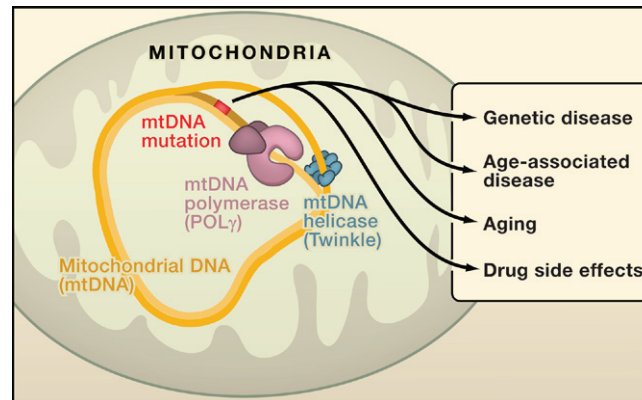 MITOCHONDRIA
mtDNA
mutation
mtDNA
polymerase
(POLγ)
mtDNA
helicase
(Twinkle)
Mitochondrial DNA
(mtDNA)
Genetic disease
Age-associated
disease
Aging
Drug side effects